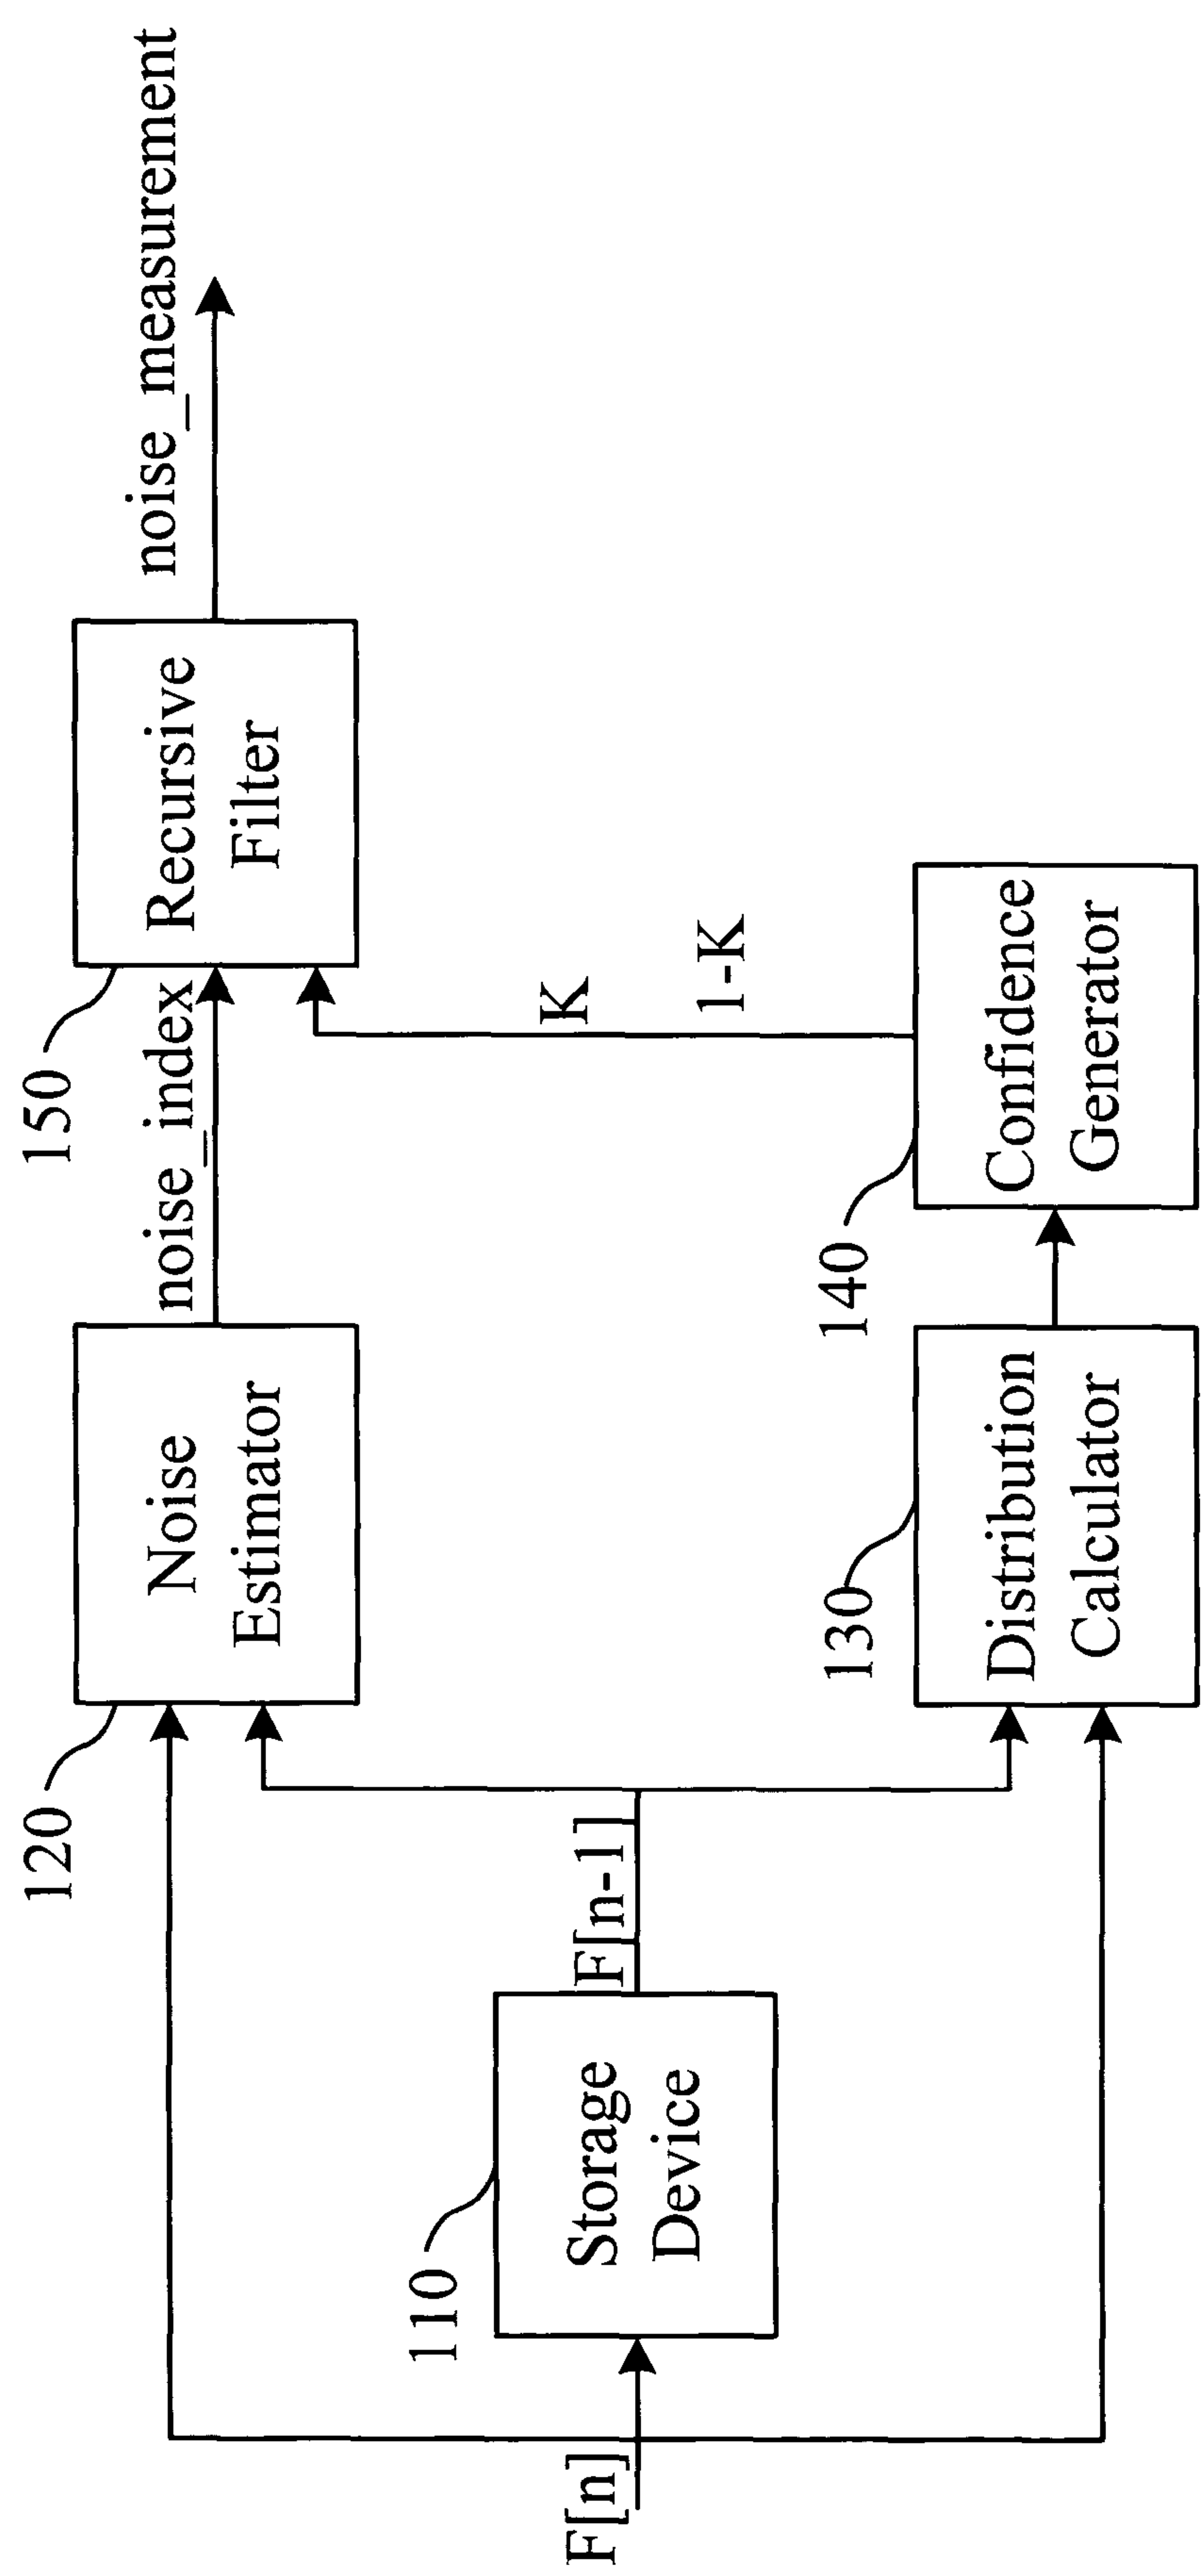 F[n]
110
Storage
Device
F[n-1]
120
Noise
Estimator
noise_index
150
Recursive
Filter
noise_measurement
130
Distribution
Calculator
140
Confidence
Generator
K
1-K